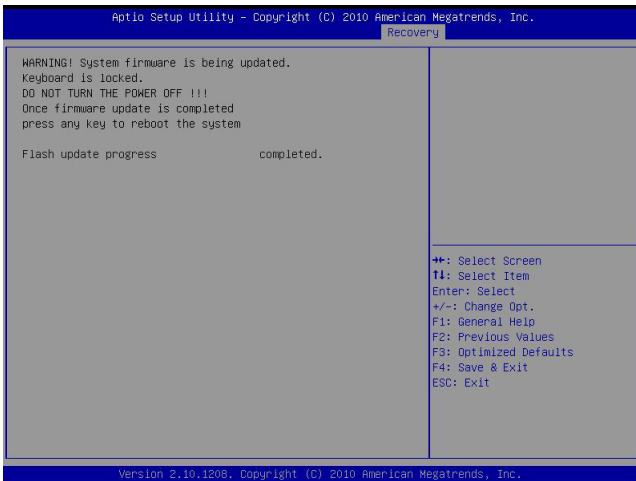 Aptio Setup Utility – Copyright (C) 2010 American Megatrends, Inc.
Recovery
WARNING! System firmware is being updated.
Keyboard is locked.
DO NOT TURN THE POWER OFF !!!
Once firmware update is completed
press any key to reboot the system
Flash update progress completed.
→←: Select Screen
↑↓: Select Item
Enter: Select
+/-: Change Opt.
F1: General Help
F2: Previous Values
F3: Optimized Defaults
F4: Save & Exit
ESC: Exit
Version 2.10.1208. Copyright (C) 2010 American Megatrends, Inc.